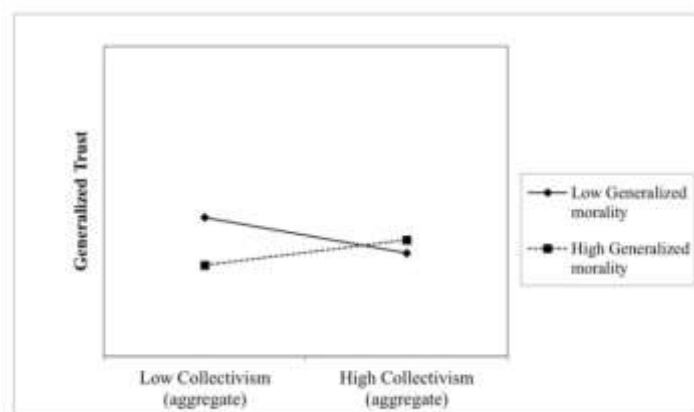 Generalized Trust
Low Generalized
morality
High Generalized
morality
Low Collectivism
(aggregate)
High Collectivism
(aggregate)